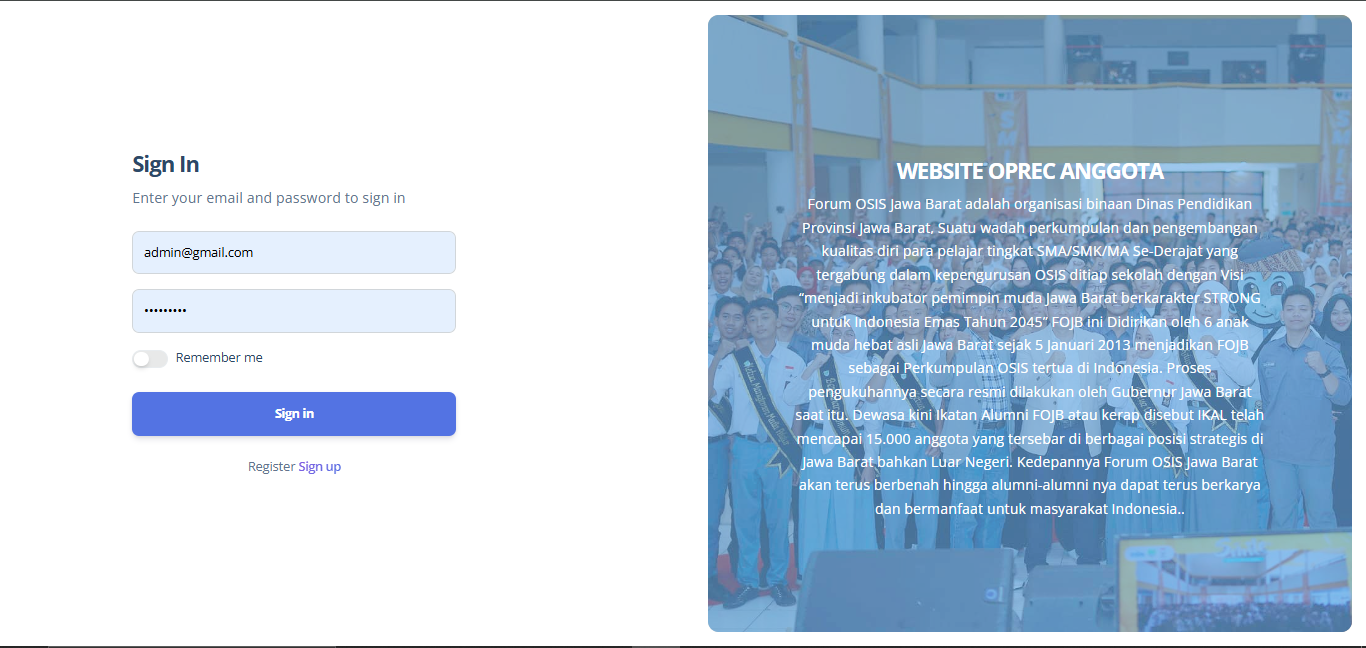 Sign In
Enter your email and password to sign in
admin@gmail.com
•••••••••
Remember me
Sign in
Register Sign up
WEBSITE OPREC ANGGOTA
Forum OSIS Jawa Barat adalah organisasi binaan Dinas Pendidikan
Provinsi Jawa Barat. Suatu wadah perkumpulan dan pengembangan
kualitas diri para pelajar tingkat SMA/SMK/MA Se-Derajat yang
tergabung dalam kepengurusan OSIS ditiap sekolah dengan Visi
“menjadi inkubator pemimpin muda Jawa Barat berkarakter STRONG
untuk Indonesia Emas Tahun 2045” FOJB ini Didirikan oleh 6 anak
muda hebat asli Jawa Barat sejak 5 Januari 2013 menjadikan FOJB
sebagai Perkumpulan OSIS tertua di Indonesia. Proses
pengukuhannya secara resmi dilakukan oleh Gubernur Jawa Barat
saat itu. Dewasa kini Ikatan Alumni FOJB atau kerap disebut IKAL telah
mencapai 15.000 anggota yang tersebar di berbagai posisi strategis di
Jawa Barat bahkan Luar Negeri. Kedepannya Forum OSIS Jawa Barat
akan terus berbenah hingga alumni-alumni nya dapat terus berkarya
dan bermanfaat untuk masyarakat Indonesia..